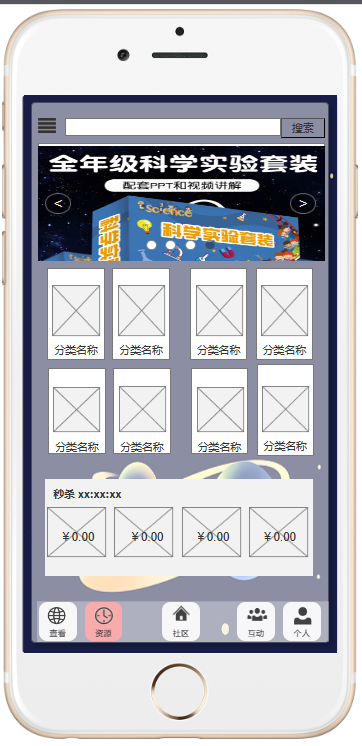 搜索
全年级科学实验套装
配套PPT和视频讲解
< >
science
科学实验套装
分类名称 分类名称 分类名称 分类名称
分类名称 分类名称 分类名称 分类名称
秒杀 xx:xx:xx
￥0.00 ￥0.00 ￥0.00 ￥0.00
查看 资源 社区 互动 个人